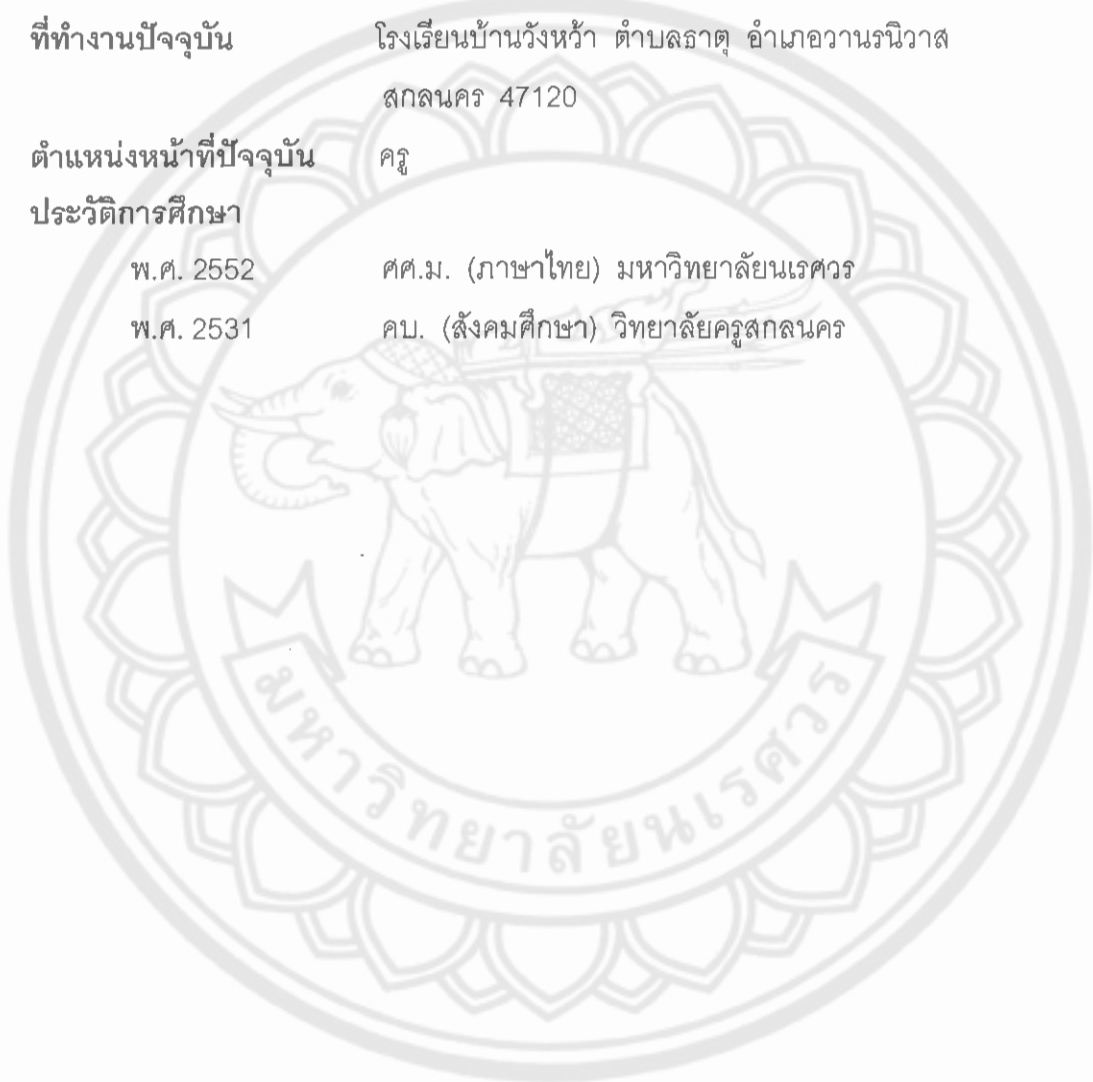 ที่ทำงานปัจจุบัน โรงเรียนบ้านวังหว้า ตำบลธาตุ อำเภอวานรนิวาส
สกลนคร 47120
ตำแหน่งหน้าที่ปัจจุบัน ครู
ประวัติการศึกษา
พ.ศ. 2552 ศศ.ม. (ภาษาไทย) มหาวิทยาลัยนเรศวร
พ.ศ. 2531 คบ. (สังคมศึกษา) วิทยาลัยครูสกลนคร
มหาวิทยาลัยนเรศวร